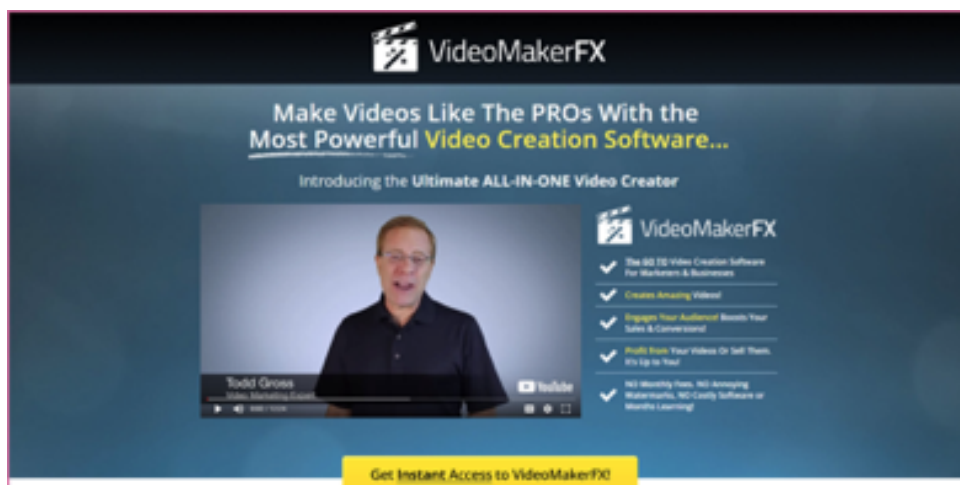 VideoMakerFX
Make Videos Like The PROs With the
Most Powerful Video Creation Software...
Introducing the Ultimate ALL-IN-ONE Video Creator
VideoMakerFX
The GO TO Video Creation Software
For Marketers & Businesses
Creates Amazing Videos!
Engages Your Audience! Boosts Your
Sales & Conversions!
Profit from Your Videos Or Sell Them.
It's Up to You!
NO Monthly Fees. NO Annoying
Watermarks, NO Costly Software or
Months Learning!
Todd Gross
Video Marketing Expert
YouTube
Get Instant Access to VideoMakerFX!